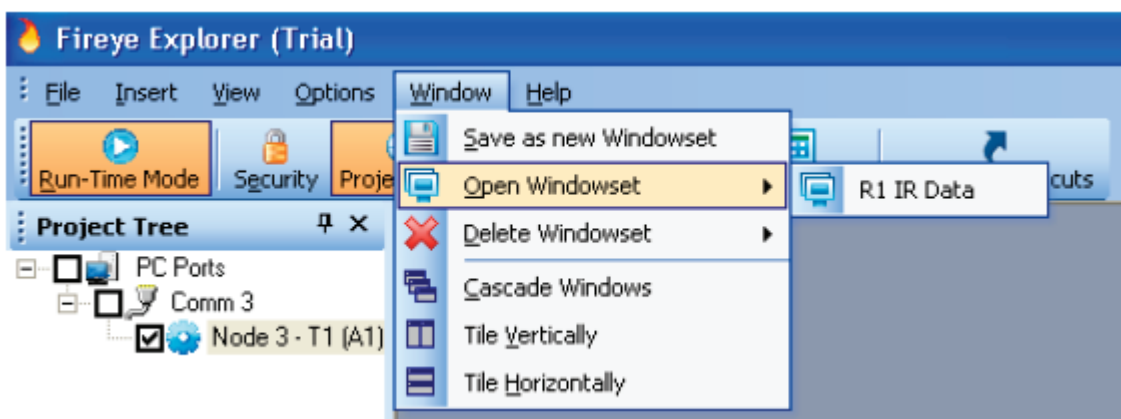 Fireye Explorer (Trial)
File Insert View Options Window Help
Run-Time Mode Security Proje cuts
Save as new Windowset
Open Windowset
R1 IR Data
Delete Windowset
Cascade Windows
Tile Vertically
Tile Horizontally
Project Tree
PC Ports
Comm 3
Node 3 - T1 (A1)